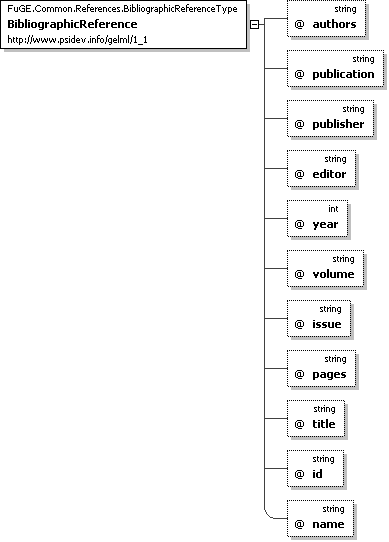 FuGE.Common.References.BibliographicReferenceType
BibliographicReference
http://www.psidev.info/gelml/1_1
string
@ authors
string
@ publication
string
@ publisher
string
@ editor
int
@ year
string
@ volume
string
@ issue
string
@ pages
string
@ title
string
@ id
string
@ name